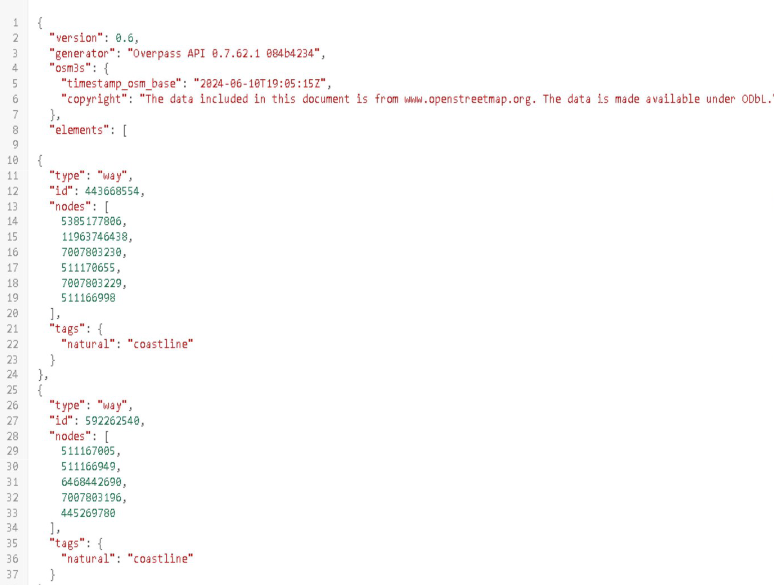 1 {
2 "version": 0.6,
3 "generator": "Overpass API 0.7.62.1 084b4234",
4 "osm3s": {
5 "timestamp_osm_base": "2024-06-10T19:05:15Z",
6 "copyright": "The data included in this document is from www.openstreetmap.org. The data is made available under ODbL."
7 },
8 "elements": [
9
10 {
11 "type": "way",
12 "id": 443668554,
13 "nodes": [
14 5385177806,
15 11963746438,
16 7007803230,
17 511170655,
18 7007803229,
19 511166998
20 ],
21 "tags": {
22 "natural": "coastline"
23 }
24 },
25 {
26 "type": "way",
27 "id": 592262540,
28 "nodes": [
29 511167005,
30 511166949,
31 6468442690,
32 7007803196,
33 445269780
34 ],
35 "tags": {
36 "natural": "coastline"
37 }